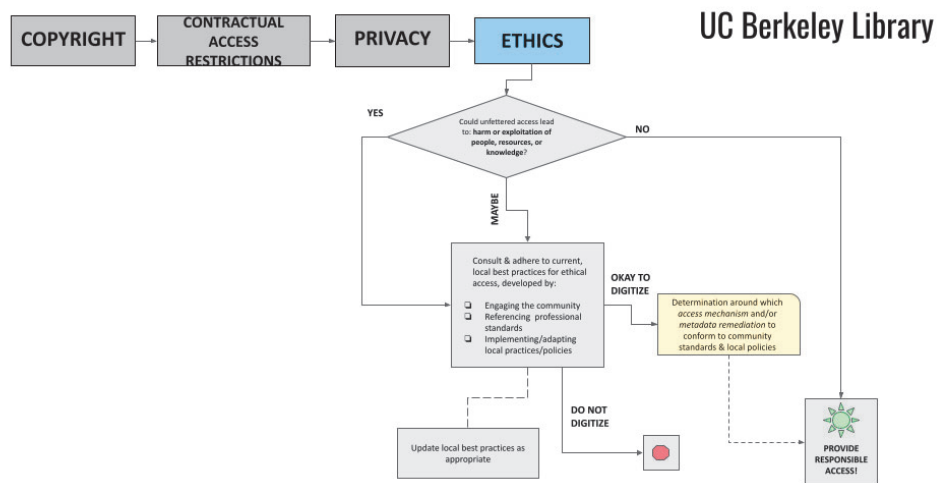 UC Berkeley Library
COPYRIGHT
CONTRACTUAL
ACCESS
RESTRICTIONS
PRIVACY
ETHICS
YES
Could unfettered access lead
to: harm or exploitation of
people, resources, or
knowledge?
NO
MAYBE
Consult & adhere to current,
local best practices for ethical
access, developed by:
❏ Engaging the community
❏ Referencing professional
standards
❏ Implementing/adapting
local practices/policies
OKAY TO
DIGITIZE
Determination around which
access mechanism and/or
metadata remediation to
conform to community
standards & local policies
DO NOT
DIGITIZE
Update local best practices as
appropriate
PROVIDE
RESPONSIBLE
ACCESS!